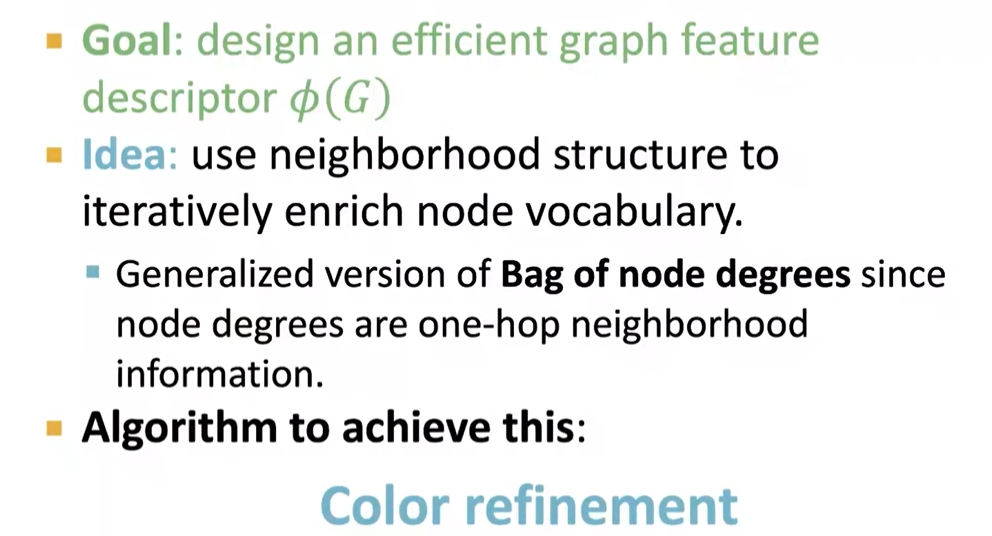 Goal: design an efficient graph feature
descriptor ϕ(G)
Idea: use neighborhood structure to
iteratively enrich node vocabulary.
Generalized version of Bag of node degrees since
node degrees are one-hop neighborhood
information.
Algorithm to achieve this:
Color refinement